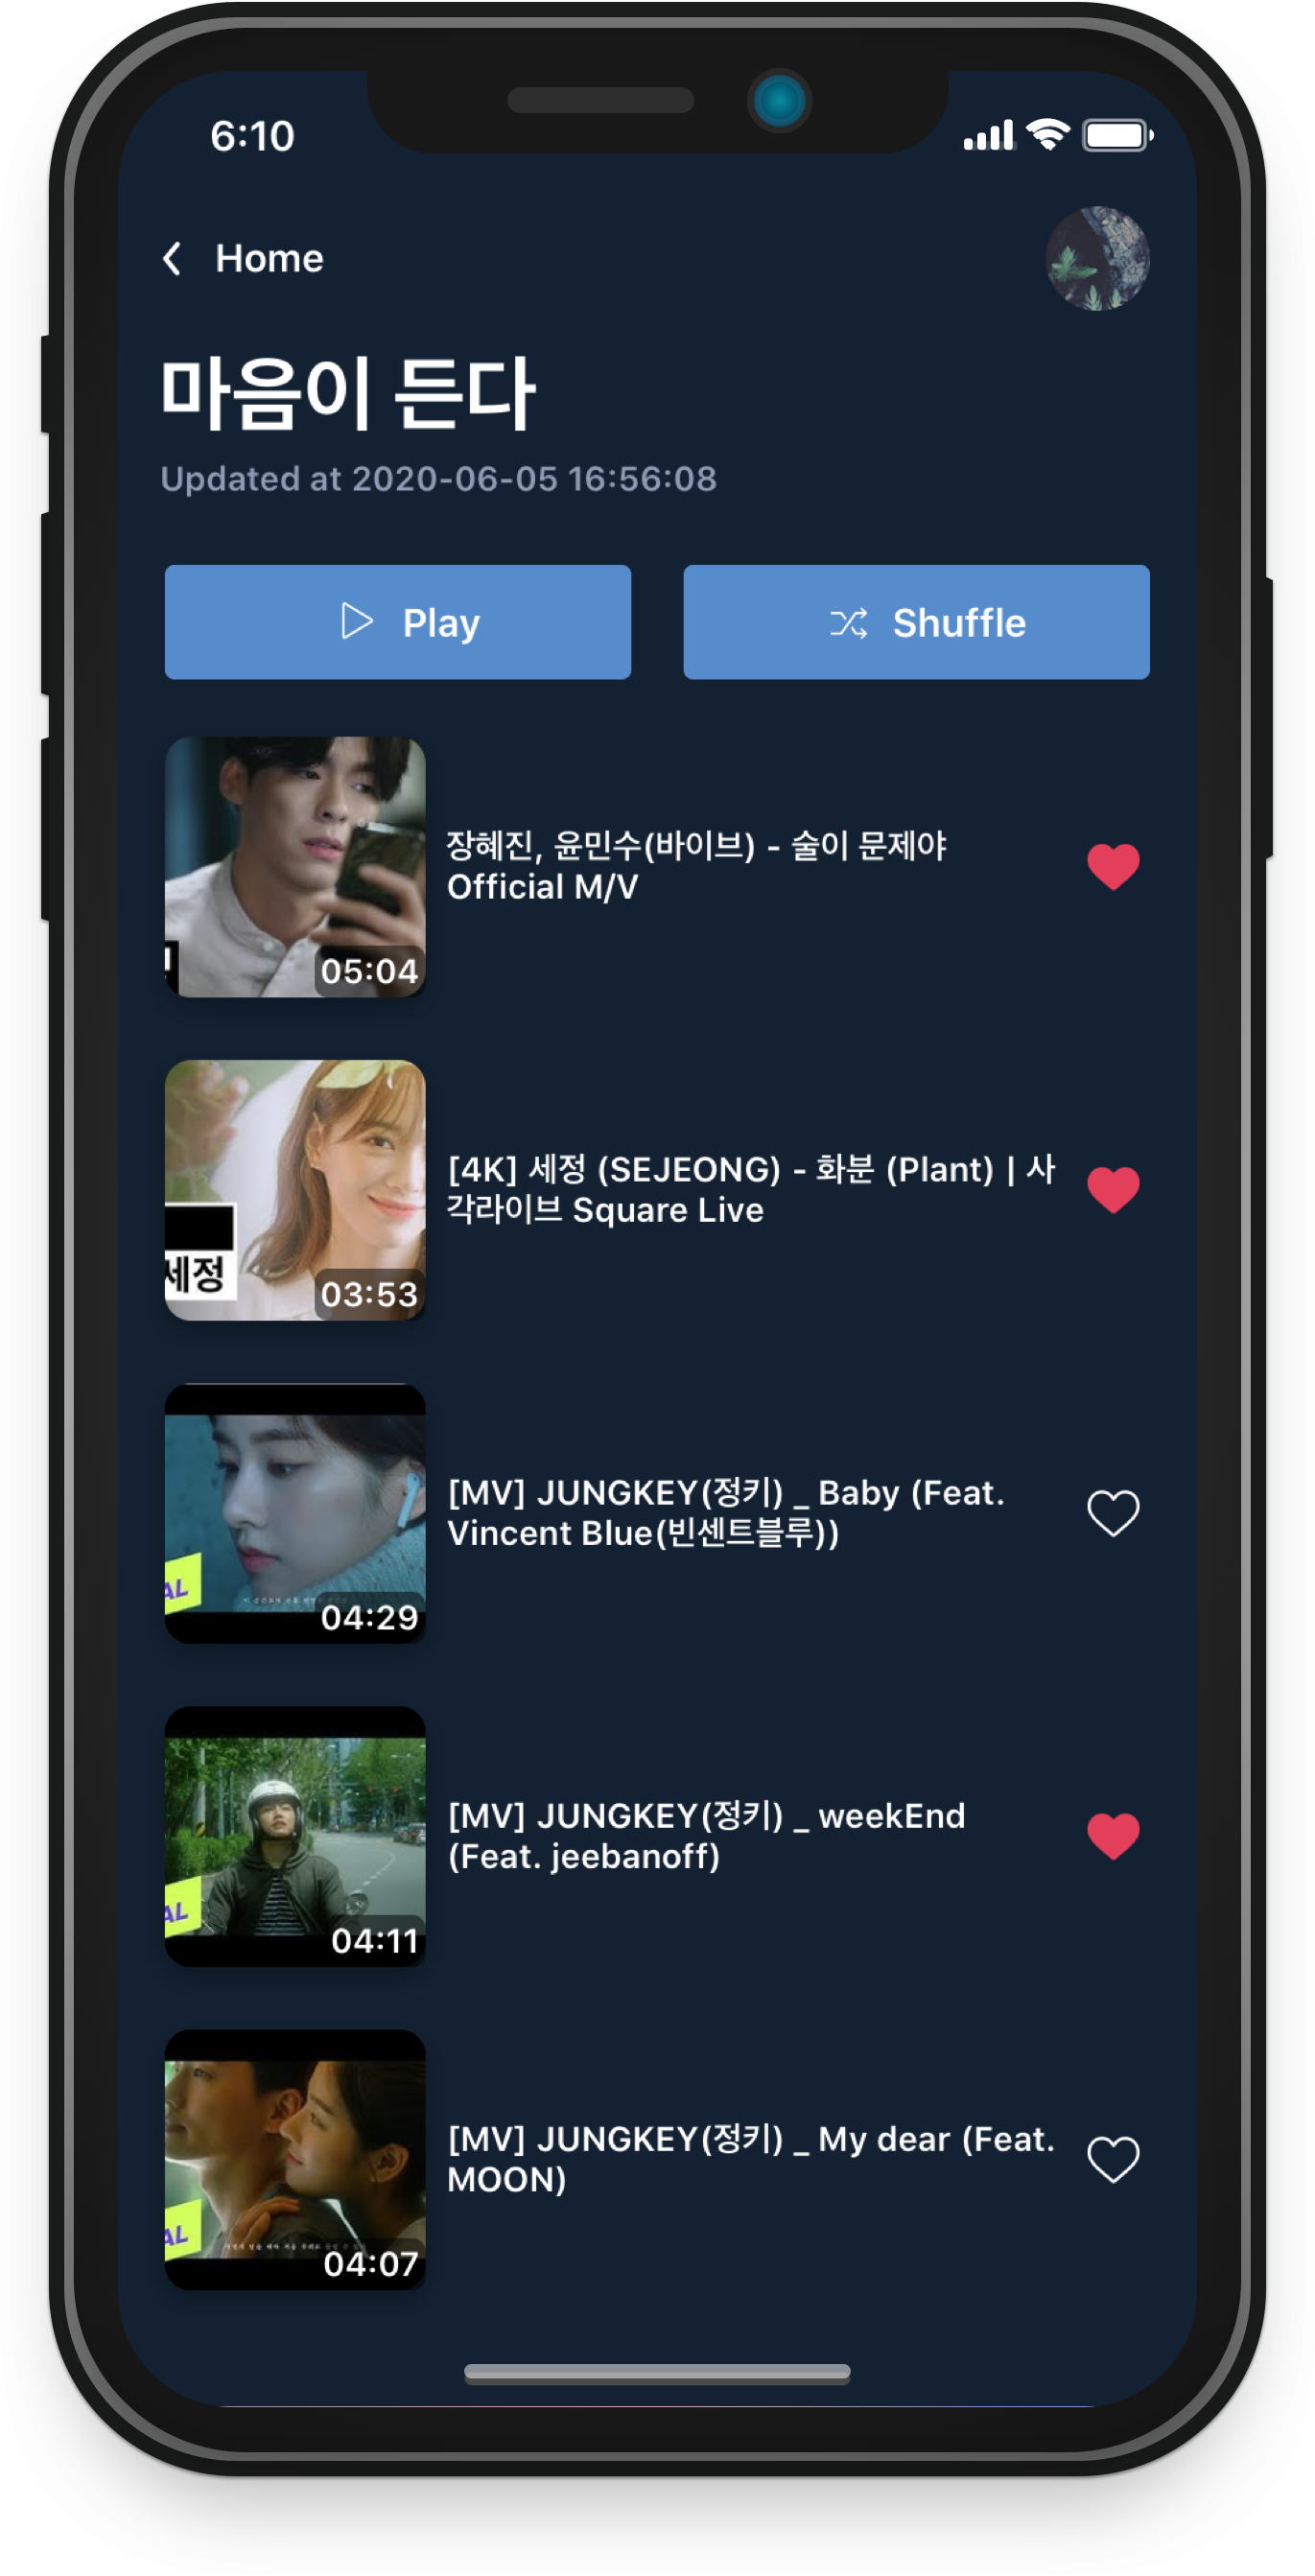 6:10
Home
마음이 든다
Updated at 2020-06-05 16:56:08
Play
Shuffle
05:04
장혜진, 윤민수(바이브) - 술이 문제야
Official M/V
세정
03:53
[4K] 세정 (SEJEONG) - 화분 (Plant) | 사
각라이브 Square Live
AL
04:29
[MV] JUNGKEY(정키) _ Baby (Feat.
Vincent Blue(빈센트블루))
AL
04:11
[MV] JUNGKEY(정키) _ weekEnd
(Feat. jeebanoff)
AL
04:07
[MV] JUNGKEY(정키) _ My dear (Feat.
MOON)